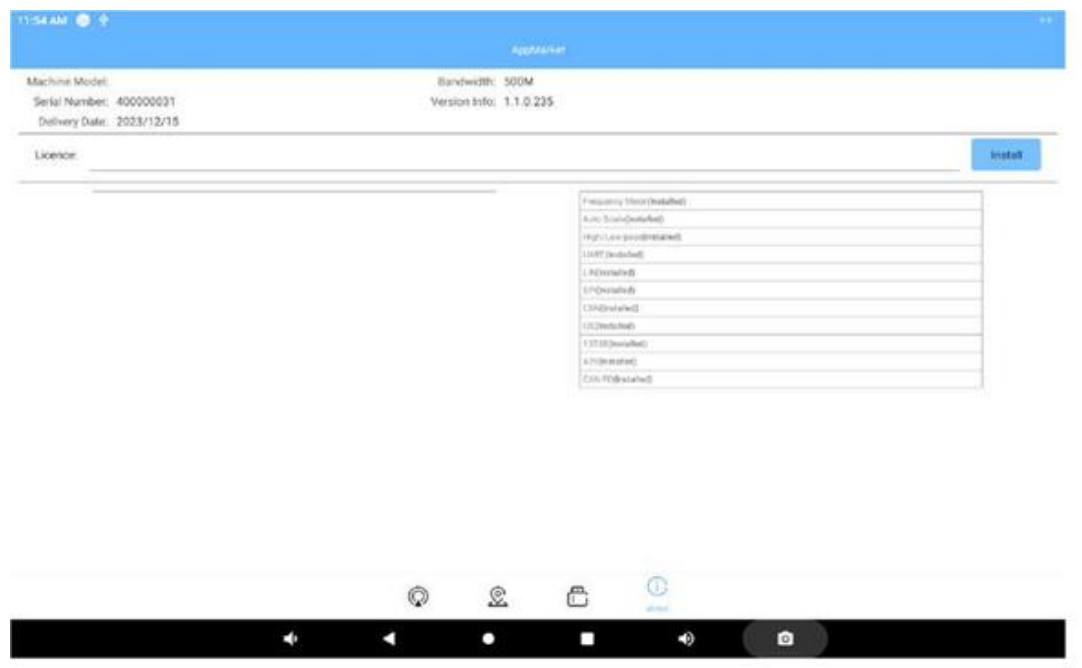 11:54 AM
AppMarket
Machine Model:
Bandwidth: 500M
Serial Number: 400000031
Version Info: 1.1.0.235
Delivery Date: 2023/12/15
Licence:
Install
Frequency Meter(Installed)
Auto Scale(Installed)
High/Low pass(Installed)
UART(Installed)
LIN(Installed)
SPI(Installed)
CAN(Installed)
I2C(Installed)
1553B(Installed)
429(Installed)
CAN FD(Installed)
about